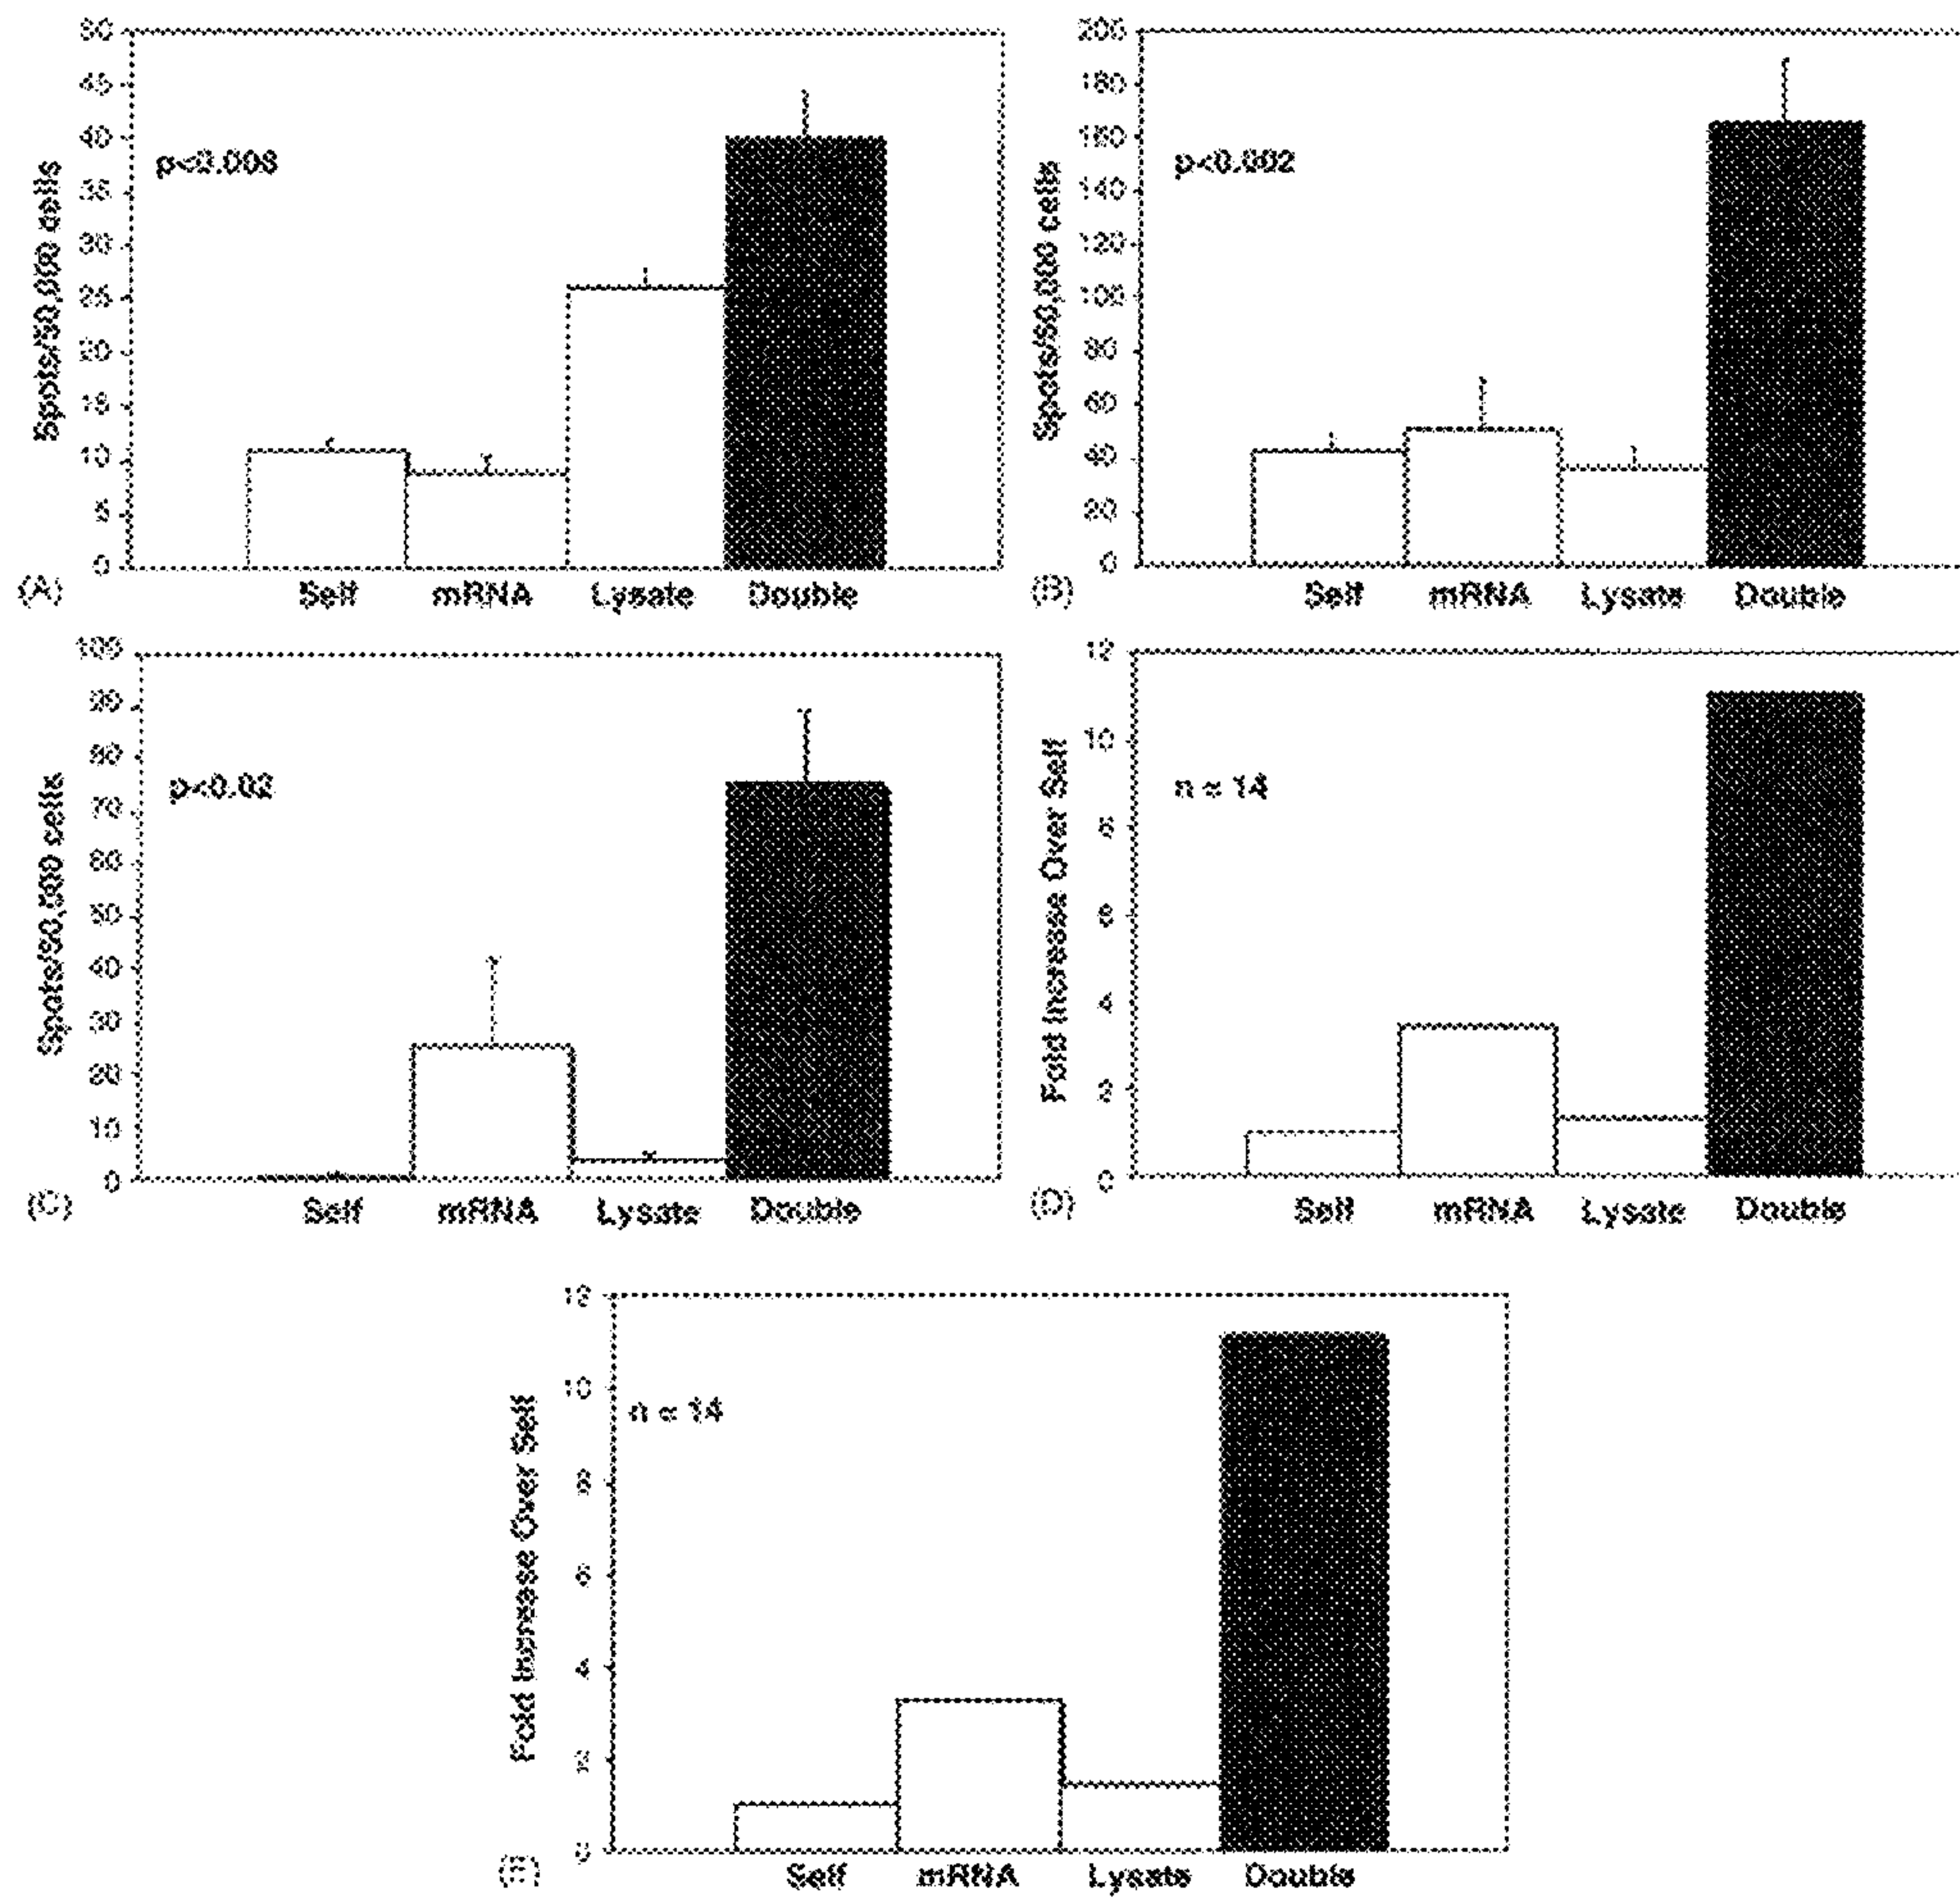 50
45
40
35
30
25
20
15
10
5
0
Spots/50,000 cells
p<0.008
Self mRNA Lysate Double
(A)
200
180
160
140
120
100
80
60
40
20
0
Spots/50,000 cells
p<0.002
Self mRNA Lysate Double
(B)
100
90
80
70
60
50
40
30
20
10
0
Spots/50,000 cells
p<0.02
Self mRNA Lysate Double
(C)
12
10
8
6
4
2
0
Fold Increase Over Self
n = 14
Self mRNA Lysate Double
(D)
12
10
8
6
4
2
0
Fold Increase Over Self
n = 14
Self mRNA Lysate Double